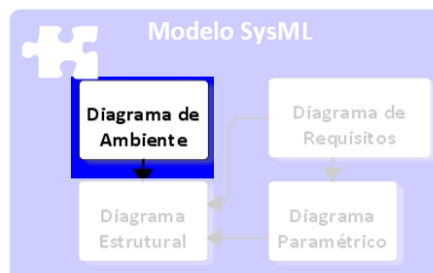 Modelo SysML
Diagrama de
Ambiente
Diagrama de
Requisitos
Diagrama
Estrutural
Diagrama
Paramétrico